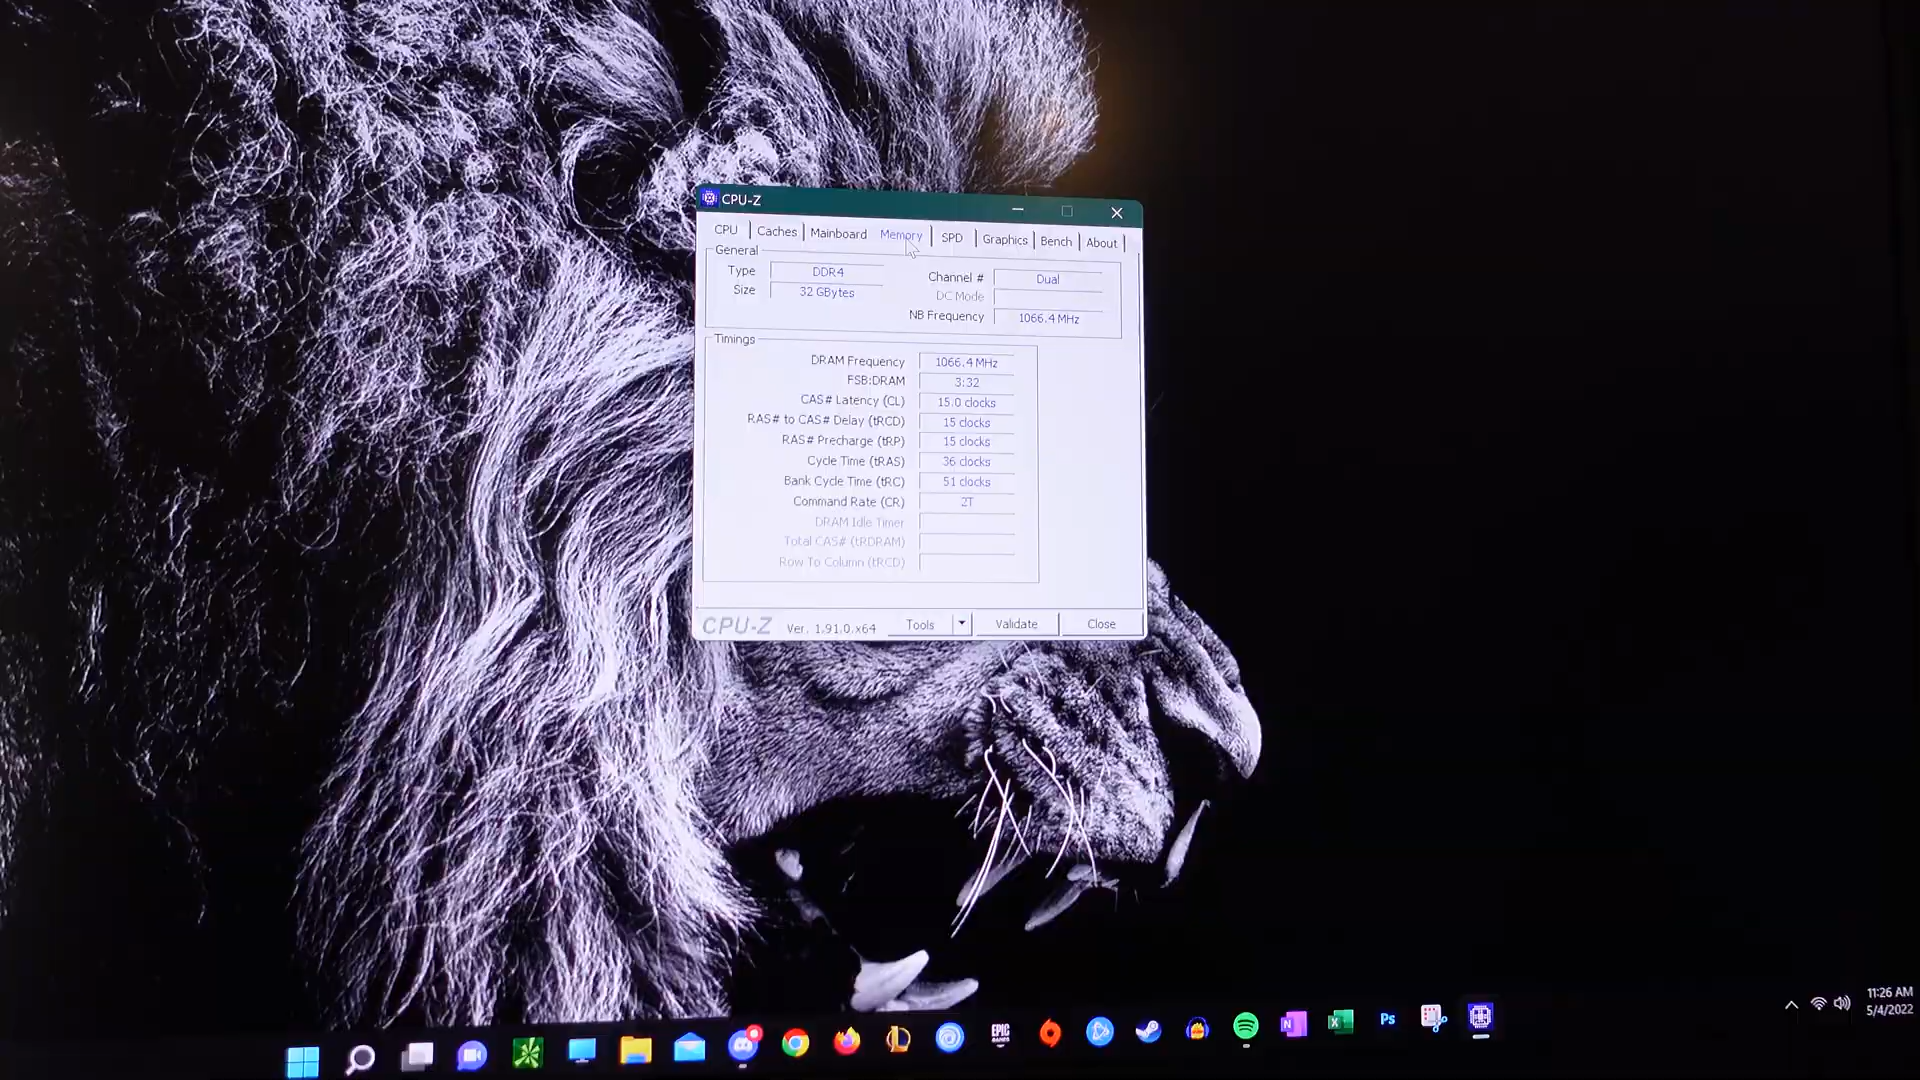 CPU-Z
CPU Caches Mainboard Memory SPD Graphics Bench About
General
Type DDR4 Channel # Dual
Size 32 GBytes DC Mode
NB Frequency 1066.4 MHz
Timings
DRAM Frequency 1066.4 MHz
FSB:DRAM 3:32
CAS# Latency (CL) 15.0 clocks
RAS# to CAS# Delay (tRCD) 15 clocks
RAS# Precharge (tRP) 15 clocks
Cycle Time (tRAS) 36 clocks
Bank Cycle Time (tRC) 51 clocks
Command Rate (CR) 2T
DRAM Idle Timer
Total CAS# (tRDRAM)
Row To Column (tRCD)
CPU-Z Ver. 1.91.0.x64 Tools Validate Close
11:26 AM
5/4/2022
EPIC
GAMES
N
X
Ps